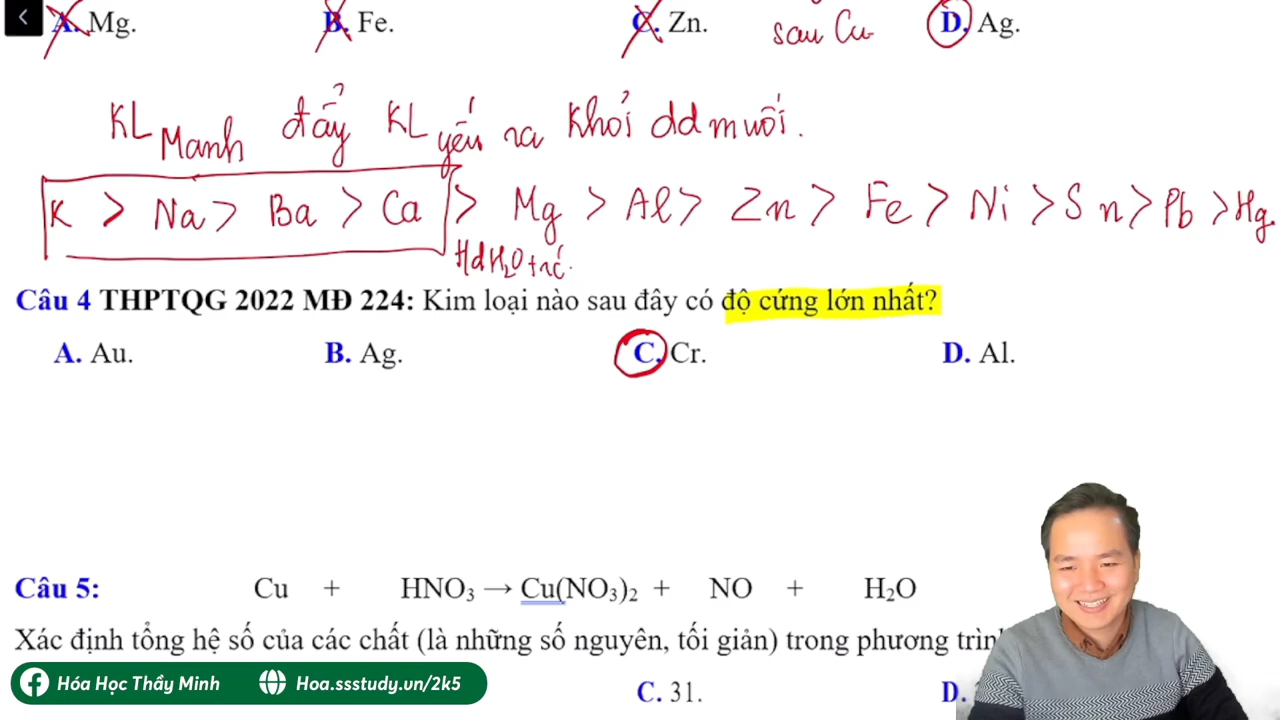 A. Mg. B. Fe. C. Zn. sau Cu D. Ag.
KL Mạnh đẩy KL yếu ra khỏi dd muối.
K > Na > Ba > Ca > Mg > Al > Zn > Fe > Ni > Sn > Pb > Hg
Câu 4 THPTQG 2022 MĐ 224: Kim loại nào sau đây có độ cứng lớn nhất?
A. Au. B. Ag. C. Cr. D. Al.
Câu 5: Cu + HNO₃ → Cu(NO₃)₂ + NO + H₂O
Xác định tổng hệ số của các chất (là những số nguyên, tối giản) trong phương trìn
Hóa Học Thầy Minh Hoa.ssstudy.vn/2k5
C. 31. D.